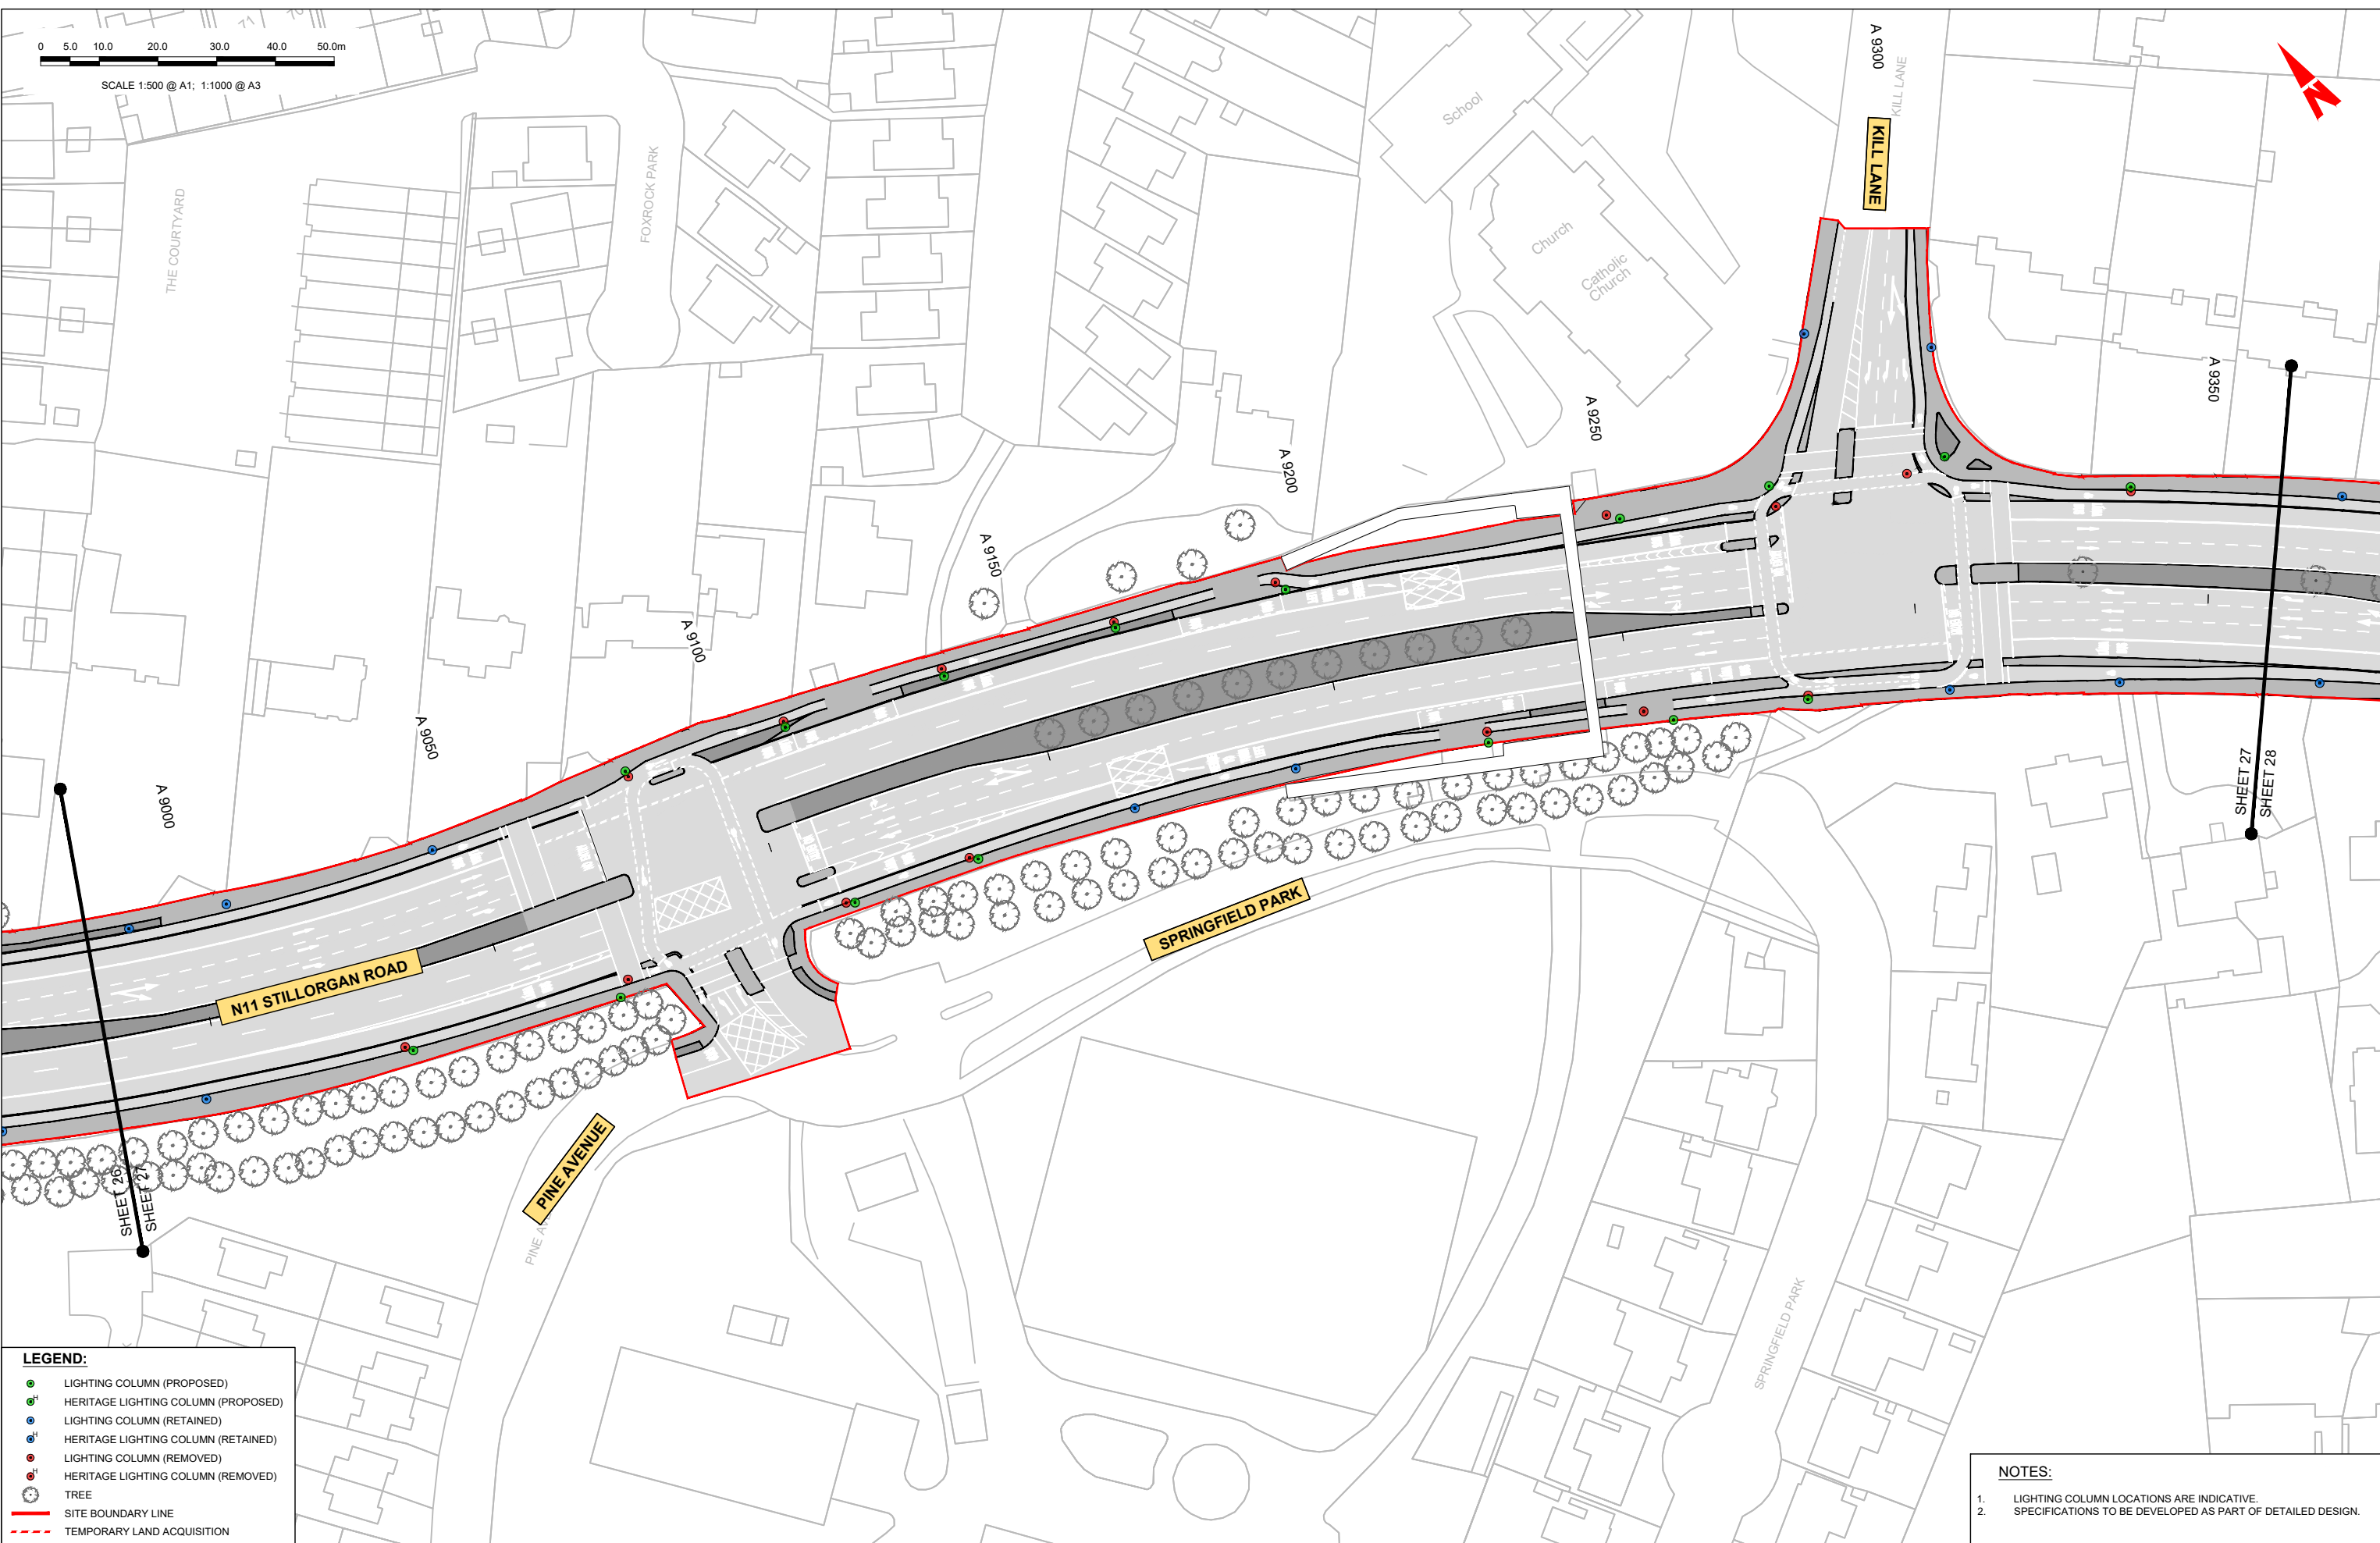 71
70
0 5.0 10.0 20.0 30.0 40.0 50.0m
SCALE 1:500 @ A1; 1:1000 @ A3
THE COURTYARD
FOXROCK PARK
School
Church
Catholic
Church
A 9300
KILL LANE
KILL LANE
N
A 9350
A 9250
A 9200
A 9150
A 9100
A 9050
A 9000
N11 STILLORGAN ROAD
SPRINGFIELD PARK
PINE AVENUE
PINE AV
SPRINGFIELD PARK
SHEET 26
SHEET 27
SHEET 27
SHEET 28
LEGEND:
LIGHTING COLUMN (PROPOSED)
H HERITAGE LIGHTING COLUMN (PROPOSED)
LIGHTING COLUMN (RETAINED)
H HERITAGE LIGHTING COLUMN (RETAINED)
LIGHTING COLUMN (REMOVED)
H HERITAGE LIGHTING COLUMN (REMOVED)
TREE
SITE BOUNDARY LINE
TEMPORARY LAND ACQUISITION
NOTES:
1. LIGHTING COLUMN LOCATIONS ARE INDICATIVE.
2. SPECIFICATIONS TO BE DEVELOPED AS PART OF DETAILED DESIGN.